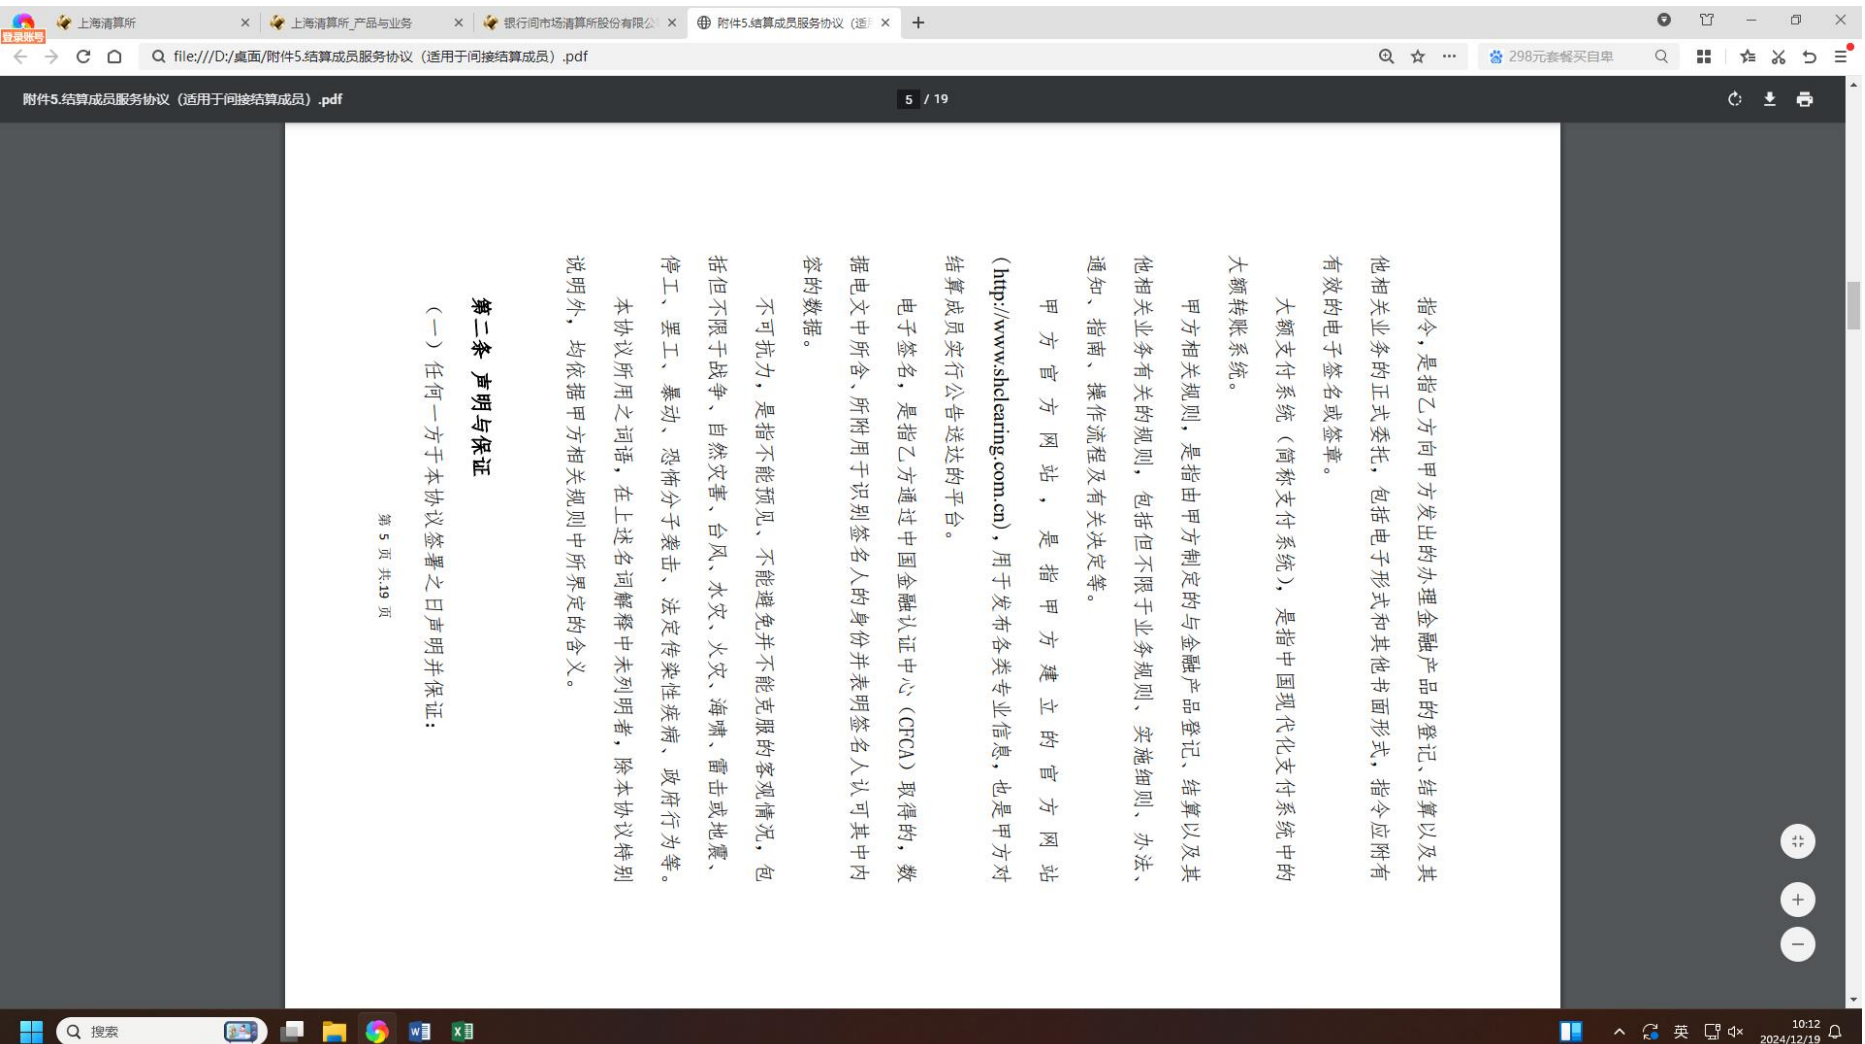 上海清算所
上海清算所_产品与业务
银行间市场清算所股份有限公
附件5.结算成员服务协议（适
登录账号
file:///D:/桌面/附件5.结算成员服务协议（适用于间接结算成员）.pdf
298元套餐买自卑
附件5.结算成员服务协议（适用于间接结算成员）.pdf
5 / 19
指令，是指乙方向甲方发出的办理金融产品的登记、结算以及其
他相关业务的正式委托，包括电子形式和其他书面形式，指令应附有
有效的电子签名或签章。
大额支付系统（简称支付系统），是指中国现代化支付系统中的
大额转账系统。
甲方相关规则，是指由甲方制定的与金融产品登记、结算以及其
他相关业务有关的规则，包括但不限于业务规则、实施细则、办法、
通知、指南、操作流程及有关决定等。
甲方官方网站，是指甲方建立的官方网站
（http://www.shclearing.com.cn），用于发布各类专业信息，也是甲方对
结算成员实行公告送达的平台。
电子签名，是指乙方通过中国金融认证中心（CFCA）取得的，数
据电文中所含、所附用于识别签名人的身份并表明签名人认可其中内
容的数据。
不可抗力，是指不能预见、不能避免并不能克服的客观情况，包
括但不限于战争、自然灾害、台风、水灾、火灾、海啸、雷击或地震、
停工、罢工、暴动、恐怖分子袭击、法定传染性疾病、政府行为等。
本协议所用之词语，在上述名词解释中未列明者，除本协议特别
说明外，均依据甲方相关规则中所界定的含义。
第二条 声明与保证
（一）任何一方于本协议签署之日声明并保证：
第 5 页 共.19 页
搜索
英
10:12
2024/12/19